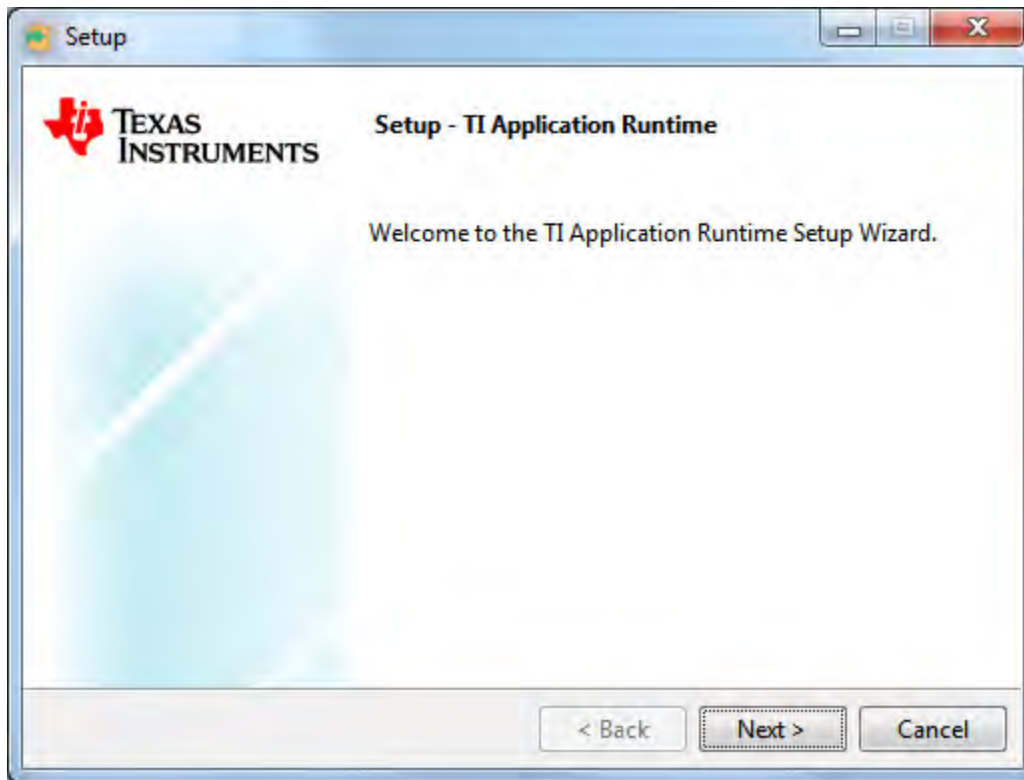 Setup
TEXAS
INSTRUMENTS
Setup - TI Application Runtime
Welcome to the TI Application Runtime Setup Wizard.
< Back
Next >
Cancel